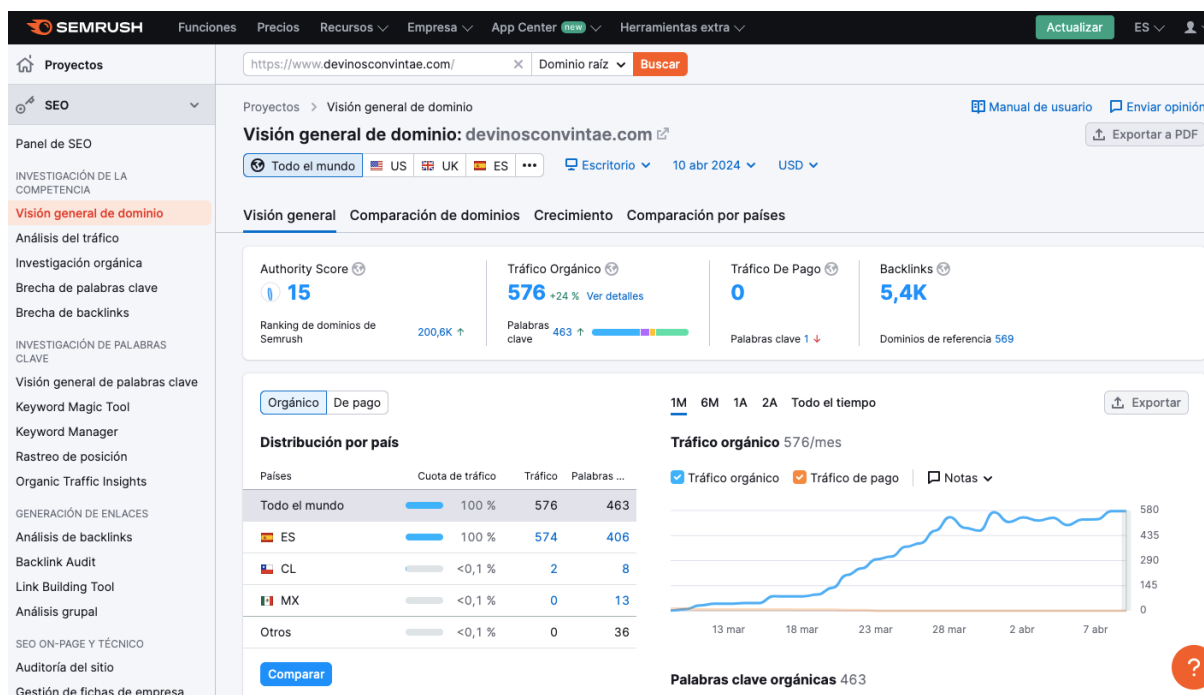 SEMRUSH Funciones Precios Recursos Empresa App Center new Herramientas extra Actualizar ES
Proyectos
https://www.devinosconvintae.com/ × Dominio raíz Buscar
SEO
Proyectos > Visión general de dominio
Manual de usuario Enviar opinión
Visión general de dominio: devinosconvintae.com
Exportar a PDF
Todo el mundo US UK ES ••• Escritorio 10 abr 2024 USD
Visión general Comparación de dominios Crecimiento Comparación por países
Panel de SEO
INVESTIGACIÓN DE LA
COMPETENCIA
Visión general de dominio
Análisis del tráfico
Investigación orgánica
Brecha de palabras clave
Brecha de backlinks
INVESTIGACIÓN DE PALABRAS
CLAVE
Visión general de palabras clave
Keyword Magic Tool
Keyword Manager
Rastreo de posición
Organic Traffic Insights
GENERACIÓN DE ENLACES
Análisis de backlinks
Backlink Audit
Link Building Tool
Análisis grupal
SEO ON-PAGE Y TÉCNICO
Auditoría del sitio
Gestión de fichas de empresa
Authority Score
15
Ranking de dominios de
Semrush
200,6K ↑
Tráfico Orgánico
576 +24 % Ver detalles
Palabras
clave
463 ↑
Tráfico De Pago
0
Palabras clave 1 ↓
Backlinks
5,4K
Dominios de referencia 569
Orgánico De pago
Distribución por país
Países Cuota de tráfico Tráfico Palabras ...
Todo el mundo 100 % 576 463
ES 100 % 574 406
CL <0,1 % 2 8
MX <0,1 % 0 13
Otros <0,1 % 0 36
Comparar
1M 6M 1A 2A Todo el tiempo
Exportar
Tráfico orgánico 576/mes
Tráfico orgánico Tráfico de pago Notas
580
435
290
145
0
13 mar 18 mar 23 mar 28 mar 2 abr 7 abr
Palabras clave orgánicas 463
?